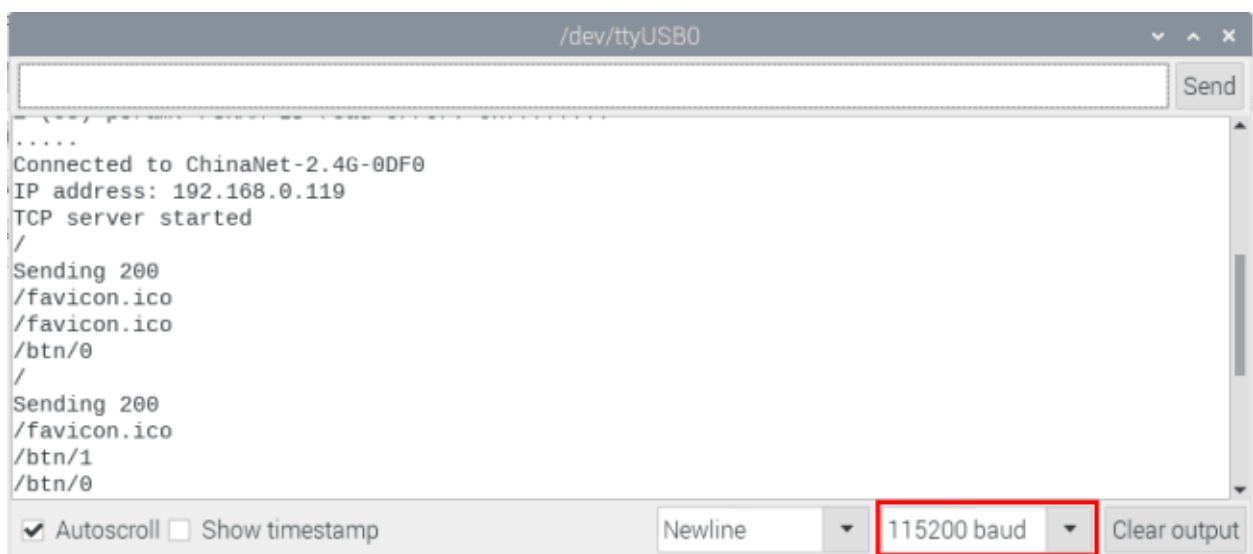 /dev/ttyUSB0
Send
.....
Connected to ChinaNet-2.4G-0DF0
IP address: 192.168.0.119
TCP server started
/
Sending 200
/favicon.ico
/favicon.ico
/btn/0
/
Sending 200
/favicon.ico
/btn/1
/btn/0
Autoscroll Show timestamp Newline 115200 baud Clear output